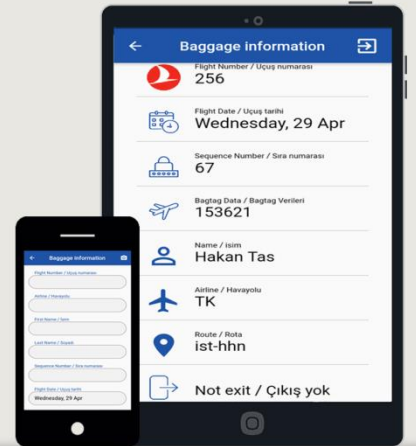 Baggage information
Flight Number / Uçuş numarası
256
Flight Date / Uçuş tarihi
Wednesday, 29 Apr
Sequence Number / Sıra numarası
67
Bagtag Data / Bagtag Verileri
153621
Name / isim
Hakan Tas
Airline / Havayolu
TK
Route / Rota
ist-hhn
Not exit / Çıkış yok
Baggage information
Flight Number / Uçuş numarası
Airline / Havayolu
First Name / İsim
Last Name / Soyadı
Sequence Number / Sıra numarası
Flight Date / Uçuş tarihi
Wednesday, 29 Apr